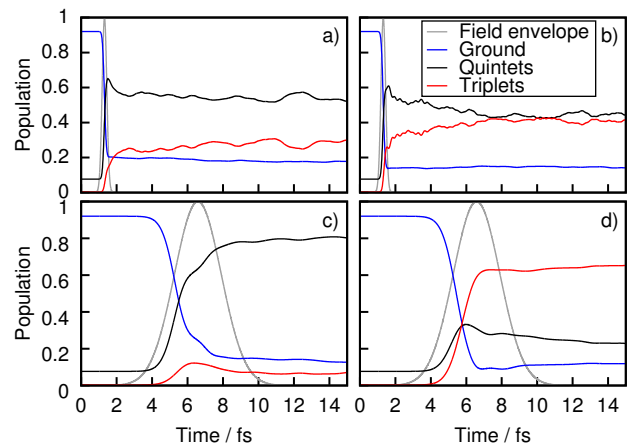 1
0.8
0.6
0.4
0.2
0
Population
a)
b)
Field envelope
Ground
Quintets
Triplets
1
0.8
0.6
0.4
0.2
0
Population
c)
d)
0 2 4 6 8 10 12 14
0 2 4 6 8 10 12 14
Time / fs
Time / fs